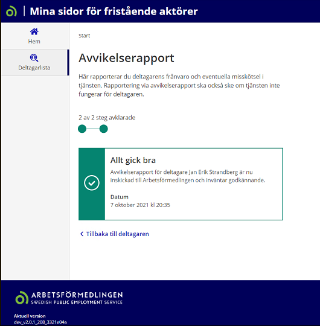 Mina sidor för fristående aktörer
Hem
Deltagarlista
Start
Avvikelserapport
Här rapporterar du deltagarens frånvaro och eventuella misskötsel i
tjänsten. Rapportering via avvikelserapport ska också ske om tjänsten inte
fungerar för deltagaren.
2 av 2 steg avklarade
Allt gick bra
Avvikelserapport för deltagare Jan Erik Strandberg är nu
inskickad till Arbetsförmedlingen och inväntar godkännande.
Datum
7 oktober 2021 kl 20:35
Tillbaka till deltagaren
ARBETSFÖRMEDLINGEN
SWEDISH PUBLIC EMPLOYMENT SERVICE
Aktuell version